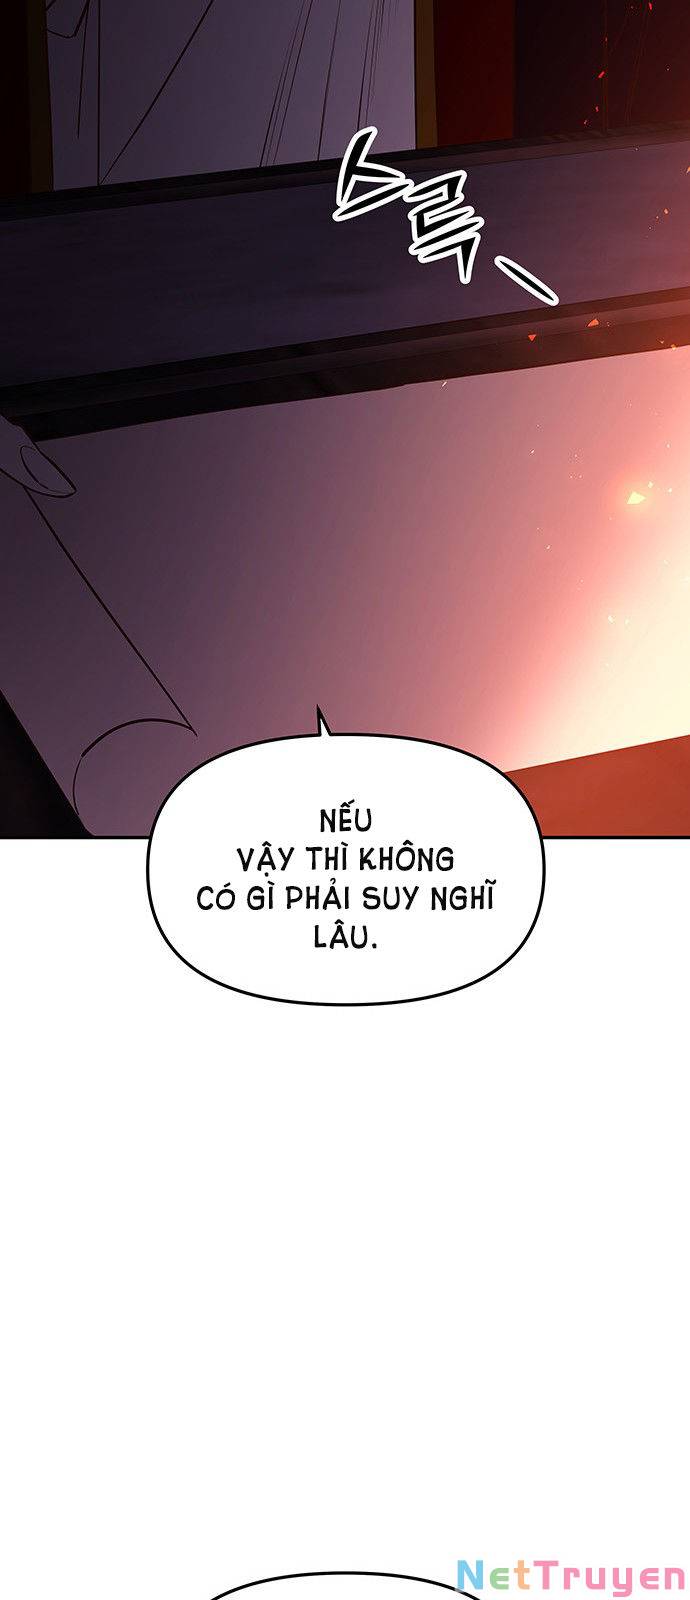 스륵
NẾU
VẬY THÌ KHÔNG
CÓ GÌ PHẢI SUY NGHĨ
LÂU.
NetTruyen